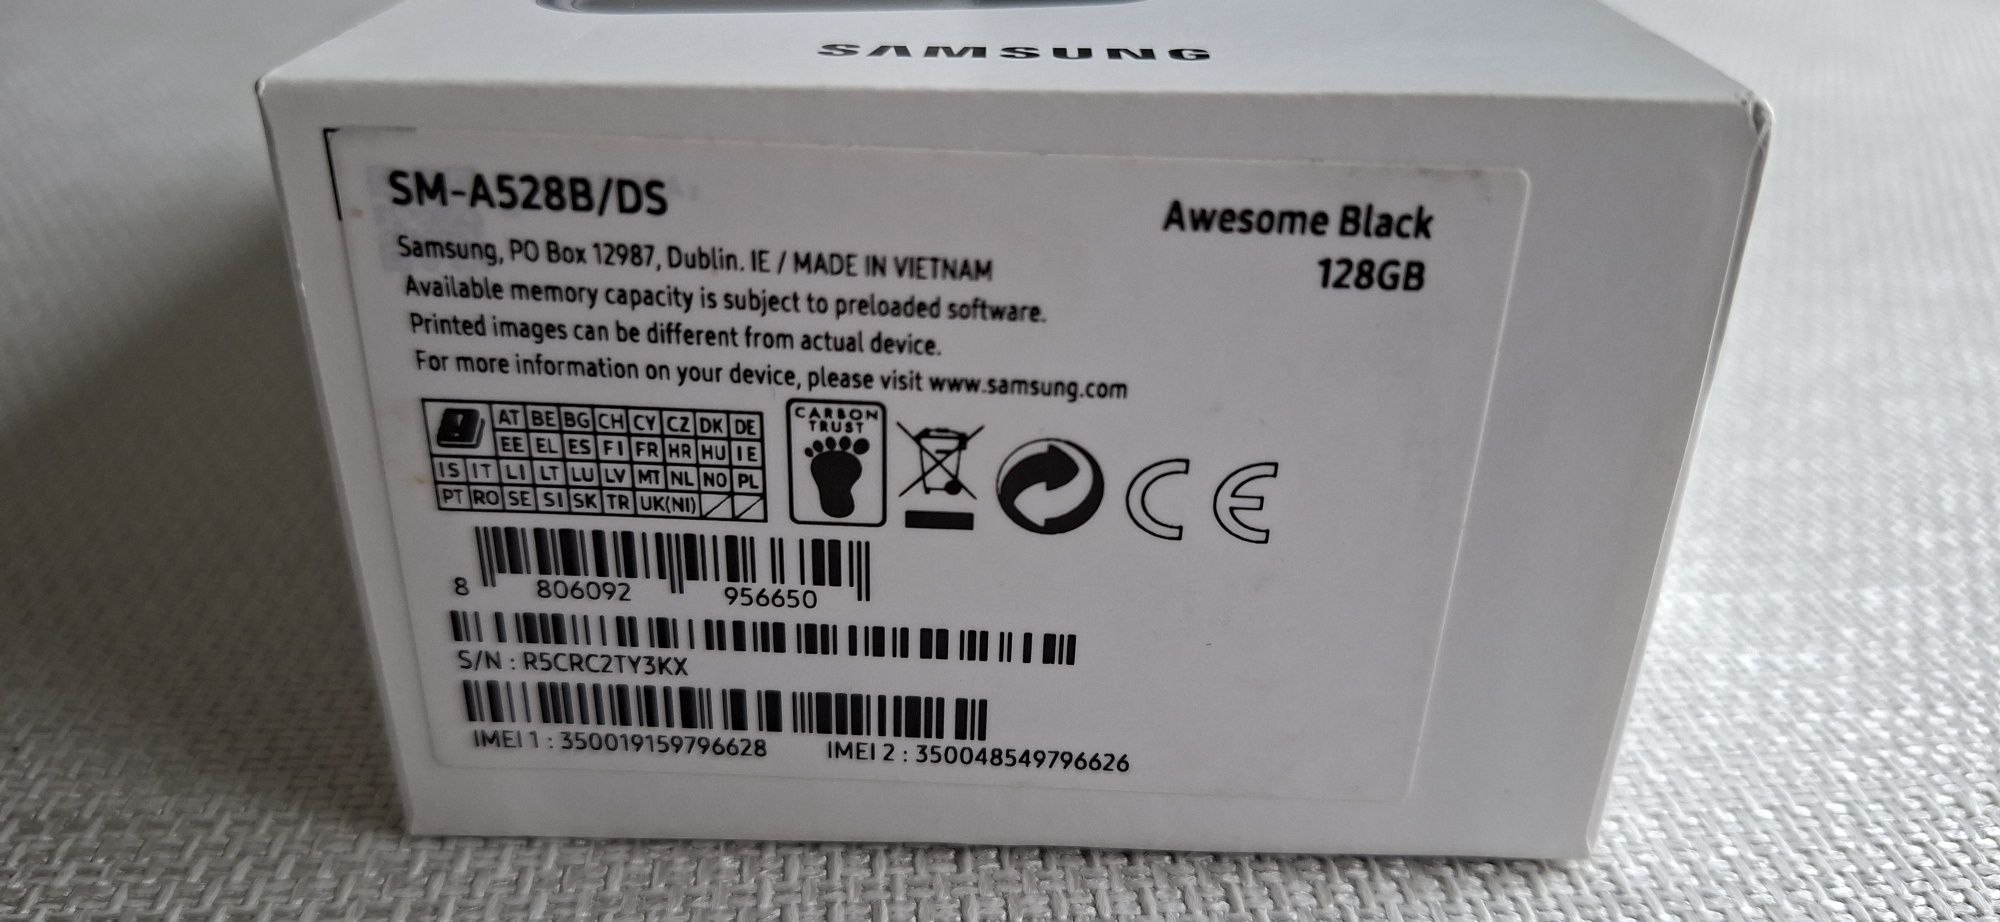 SAMSUNG
SM-A528B/DS
Awesome Black
128GB
Samsung, PO Box 12987, Dublin. IE / MADE IN VIETNAM
Available memory capacity is subject to preloaded software.
Printed images can be different from actual device.
For more information on your device, please visit www.samsung.com
AT BE BG CH CY CZ DK DE
EE EL ES FI FR HR HU IE
IS IT LI LT LU LV MT NL NO PL
PT RO SE SI SK TR UK(NI)
CARBON
TRUST
CE
8 806092 956650
S/N : R5CRC2TY3KX
IMEI 1 : 350019159796628 IMEI 2 : 350048549796626